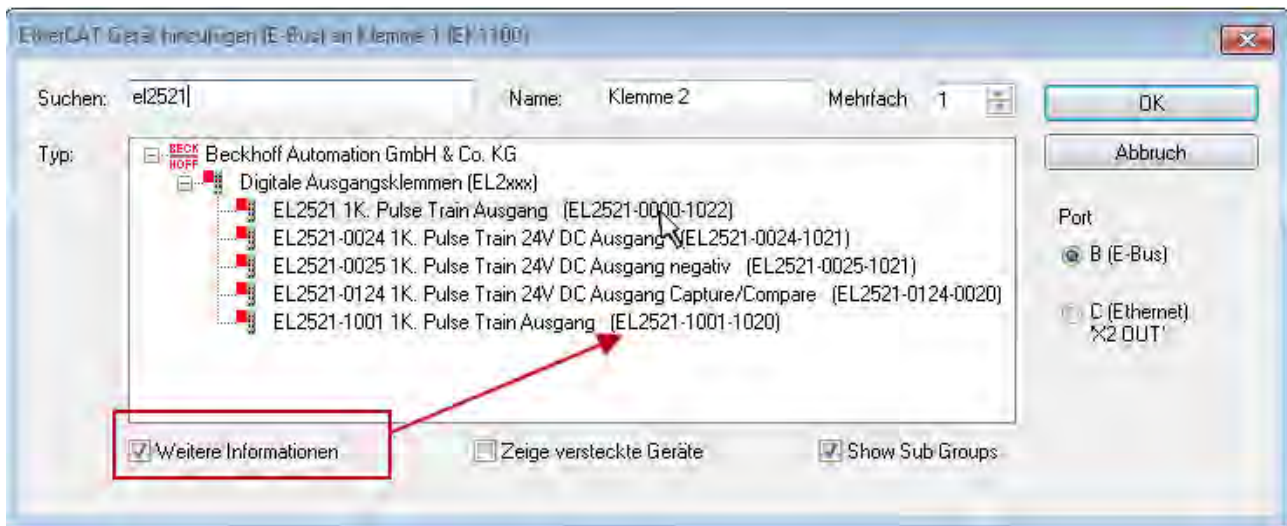 EtherCAT Gerät hinzufügen (E-Bus) an Klemme 1 (EK1100)
Suchen: el2521 Name: Klemme 2 Mehrfach 1 OK
Typ: BECKHOFF Beckhoff Automation GmbH & Co. KG Abbruch
Digitale Ausgangsklemmen (EL2xxx)
EL2521 1K. Pulse Train Ausgang (EL2521-0000-1022) Port
EL2521-0024 1K. Pulse Train 24V DC Ausgang (EL2521-0024-1021)
EL2521-0025 1K. Pulse Train 24V DC Ausgang negativ (EL2521-0025-1021) B (E-Bus)
EL2521-0124 1K. Pulse Train 24V DC Ausgang Capture/Compare (EL2521-0124-0020)
EL2521-1001 1K. Pulse Train Ausgang (EL2521-1001-1020) C (Ethernet)
'X2 OUT'
Weitere Informationen Zeige versteckte Geräte Show Sub Groups